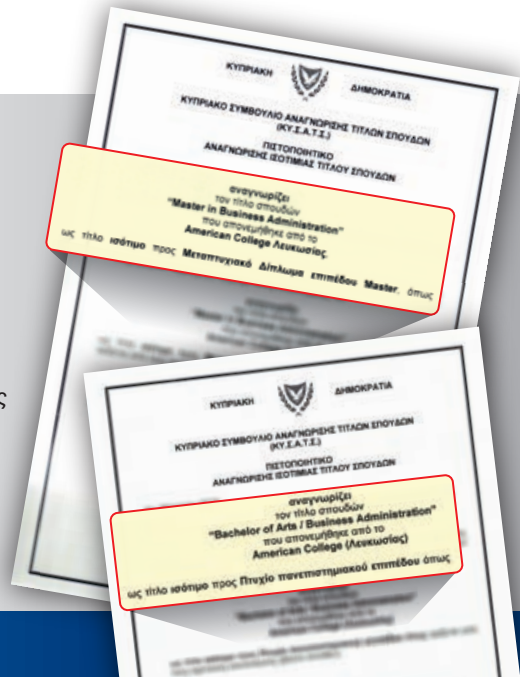 ΚΥΠΡΙΑΚΗ ΔΗΜΟΚΡΑΤΙΑ
ΚΥΠΡΙΑΚΟ ΣΥΜΒΟΥΛΙΟ ΑΝΑΓΝΩΡΙΣΗΣ ΤΙΤΛΩΝ ΣΠΟΥΔΩΝ
(ΚΥ.Σ.Α.Τ.Σ.)
ΠΙΣΤΟΠΟΙΗΤΙΚΟ
ΑΝΑΓΝΩΡΙΣΗΣ ΙΣΟΤΙΜΙΑΣ ΤΙΤΛΟΥ ΣΠΟΥΔΩΝ
αναγνωρίζει
τον τίτλο σπουδών
"Master in Business Administration"
που απονεμήθηκε από το
American College Λευκωσίας,
ως τίτλο ισότιμο προς Μεταπτυχιακό Δίπλωμα επιπέδου Master, όπως
ς
ΚΥΠΡΙΑΚΗ ΔΗΜΟΚΡΑΤΙΑ
ΚΥΠΡΙΑΚΟ ΣΥΜΒΟΥΛΙΟ ΑΝΑΓΝΩΡΙΣΗΣ ΤΙΤΛΩΝ ΣΠΟΥΔΩΝ
(ΚΥ.Σ.Α.Τ.Σ.)
ΠΙΣΤΟΠΟΙΗΤΙΚΟ
ΑΝΑΓΝΩΡΙΣΗΣ ΙΣΟΤΙΜΙΑΣ ΤΙΤΛΟΥ ΣΠΟΥΔΩΝ
αναγνωρίζει
τον τίτλο σπουδών
"Bachelor of Arts / Business Administration"
που απονεμήθηκε από το
American College (Λευκωσίας)
ως τίτλο ισότιμο προς Πτυχίο πανεπιστημιακού επιπέδου όπως